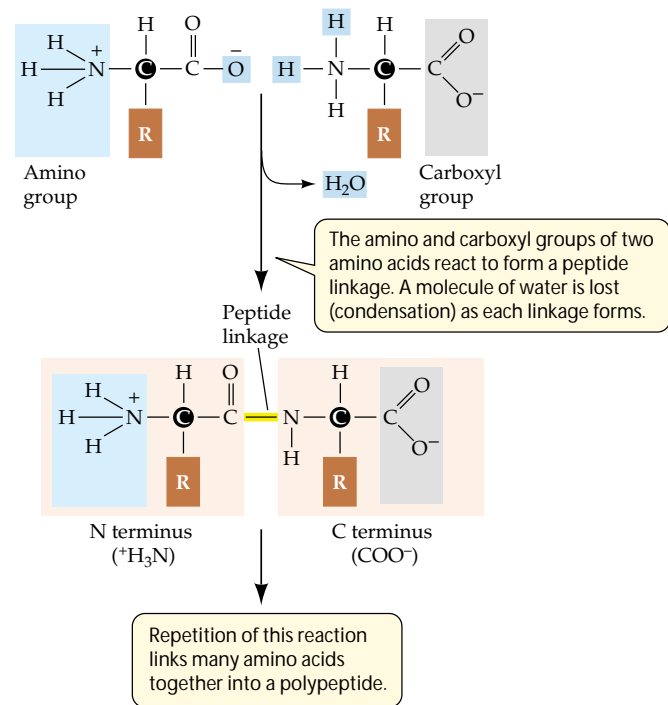 H H O − H H
H + N C C O H N C C O
H H O−
R R
Amino
group
Carboxyl
group
H₂O
The amino and carboxyl groups of two
amino acids react to form a peptide
linkage. A molecule of water is lost
(condensation) as each linkage forms.
Peptide
linkage
H H O H O
H + N C C N C C
H H O−
R R
N terminus
(⁺H₃N)
C terminus
(COO⁻)
Repetition of this reaction
links many amino acids
together into a polypeptide.